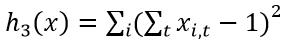 h₃(x) = ∑ᵢ(∑ₜ xᵢ,ₜ − 1)²